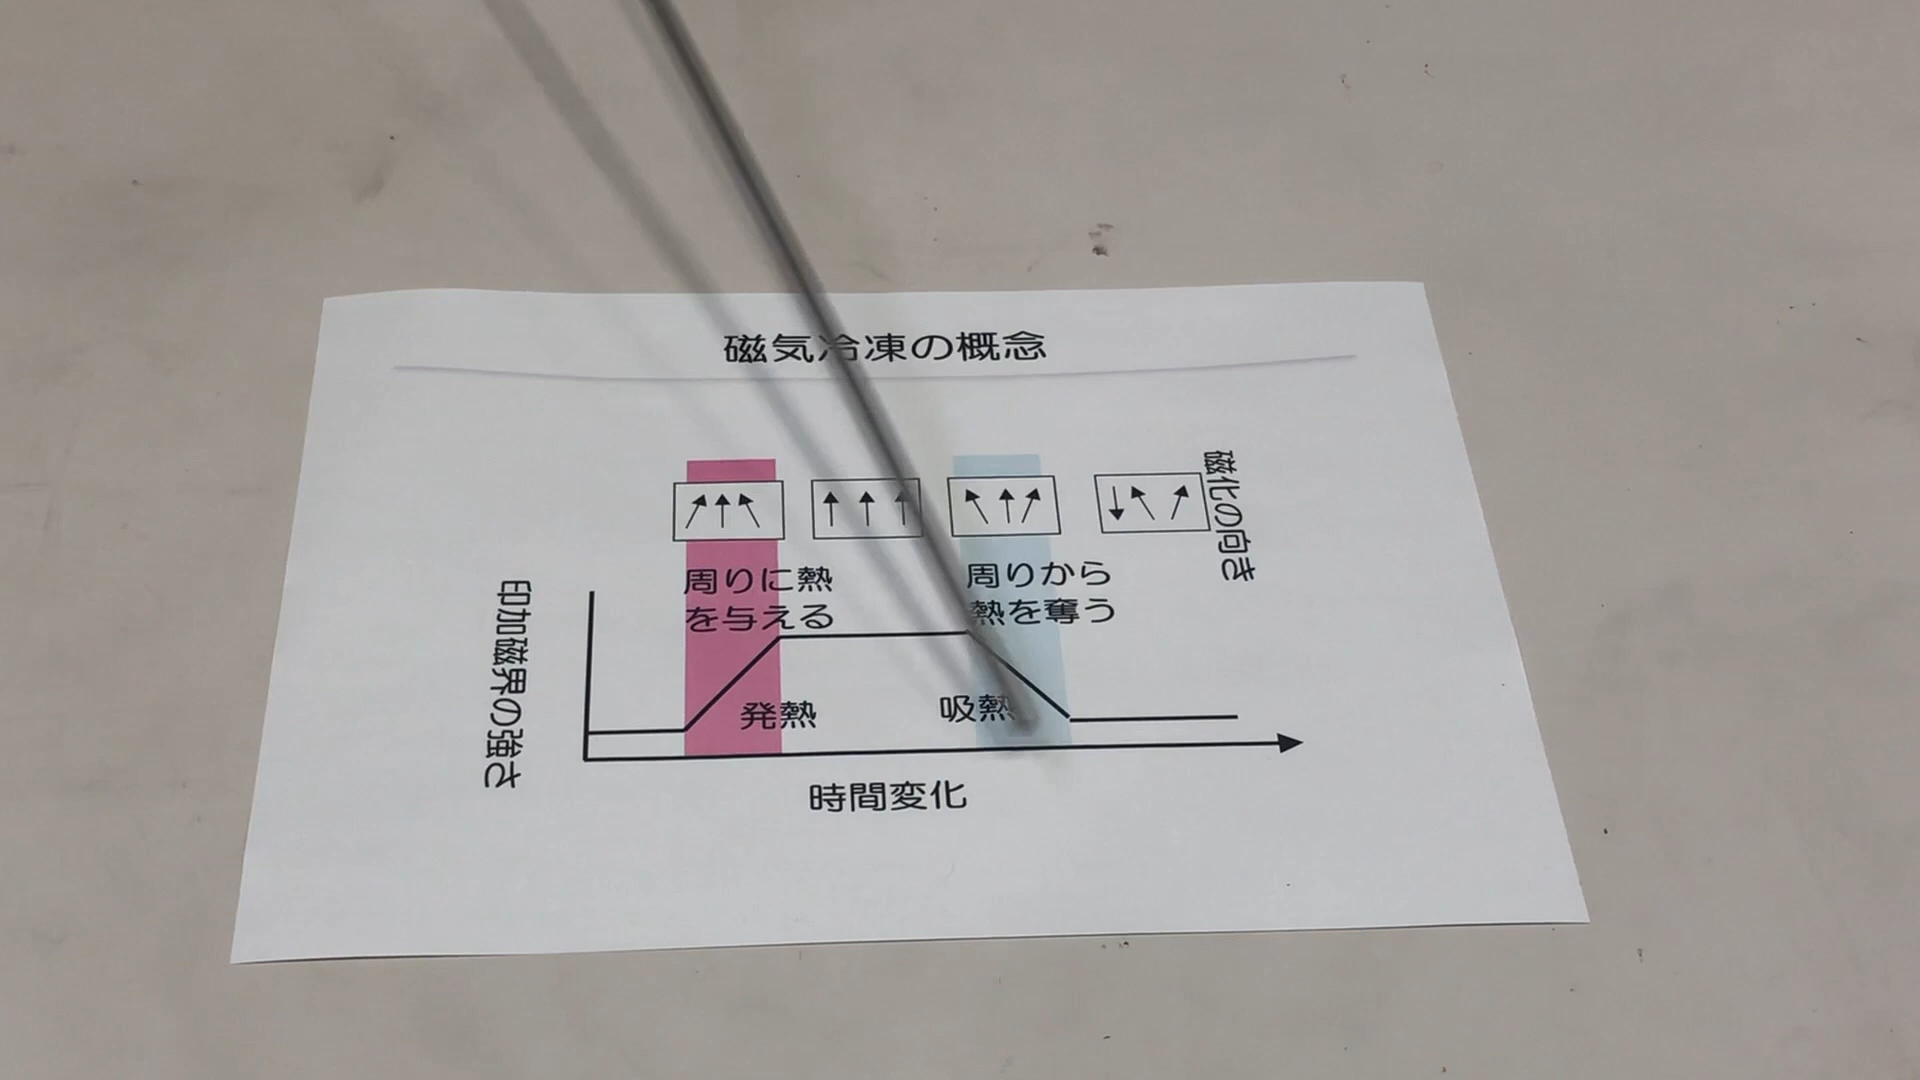 磁気冷凍の概念
磁化の向き
周りに熱
を与える
周りから
熱を奪う
印加磁界の強さ
発熱
吸熱
時間変化